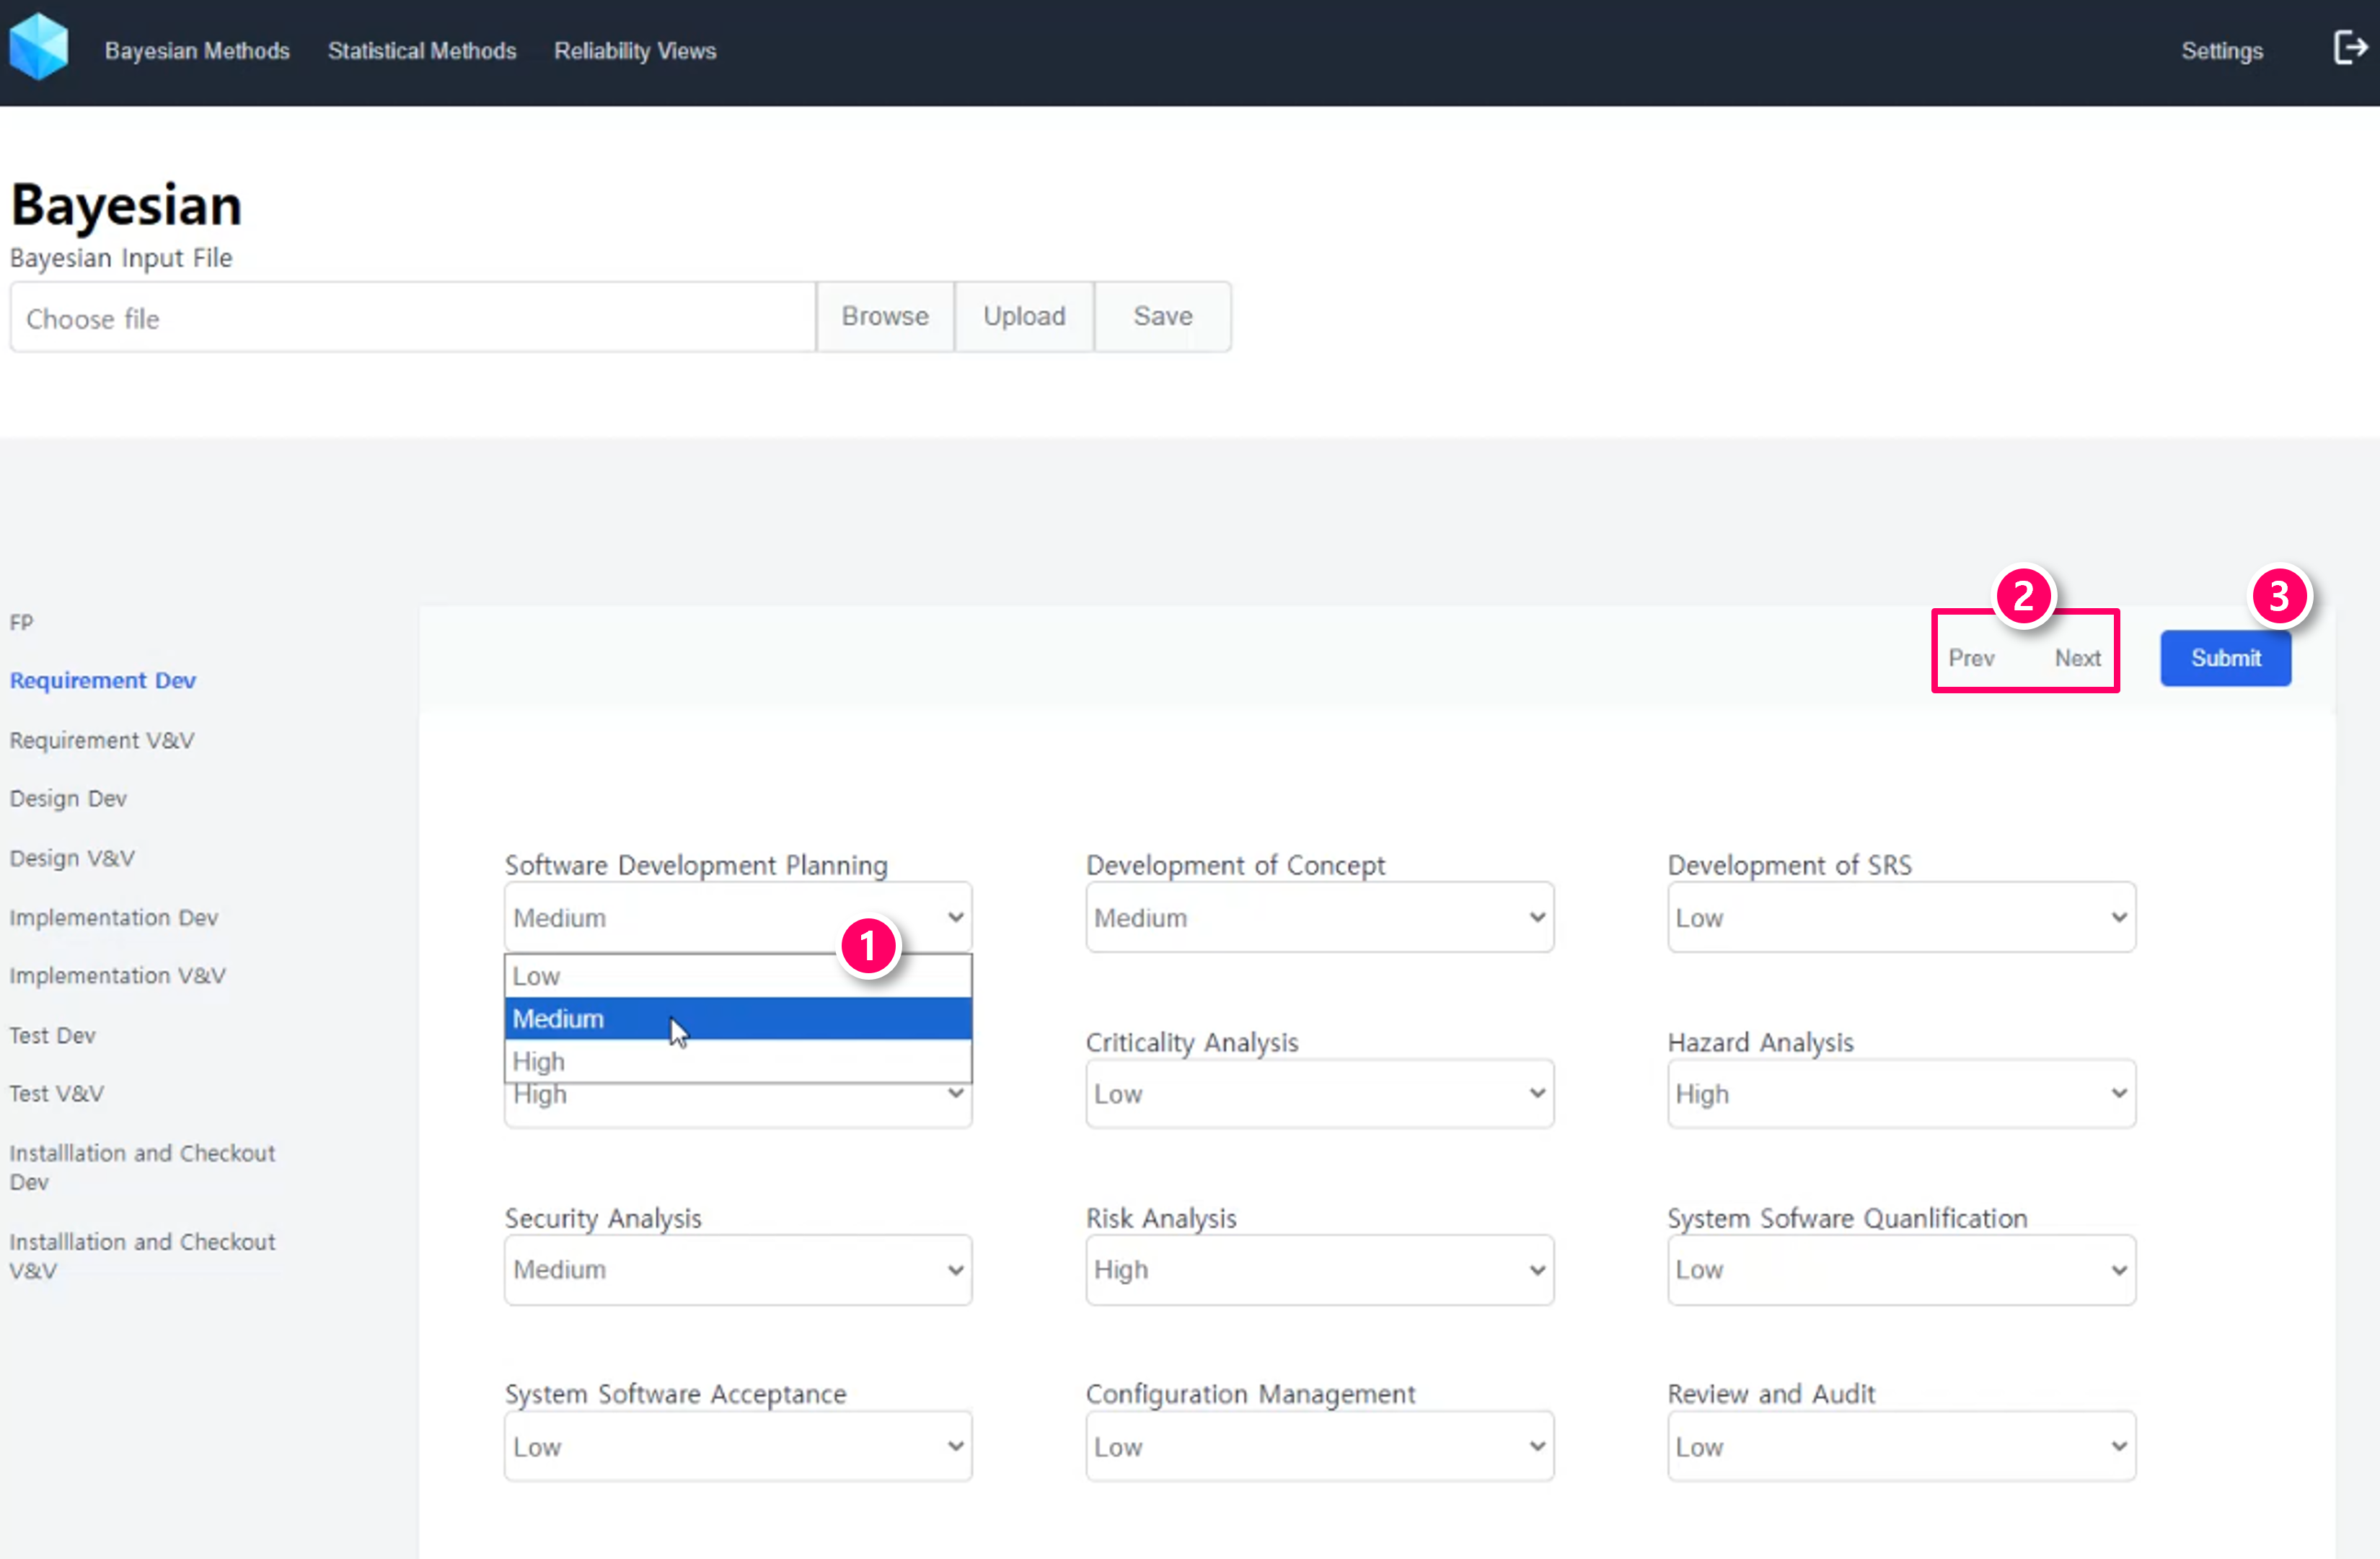 Bayesian Methods Statistical Methods Reliability Views Settings
Bayesian
Bayesian Input File
Choose file Browse Upload Save
FP
Requirement Dev
Requirement V&V
Design Dev
Design V&V
Implementation Dev
Implementation V&V
Test Dev
Test V&V
Installlation and Checkout
Dev
Installlation and Checkout
V&V
2 3
Prev Next Submit
Software Development Planning Development of Concept Development of SRS
Medium Medium Low
1
Low
Medium
High
Criticality Analysis Hazard Analysis
High Low High
Security Analysis Risk Analysis System Sofware Quanlification
Medium High Low
System Software Acceptance Configuration Management Review and Audit
Low Low Low